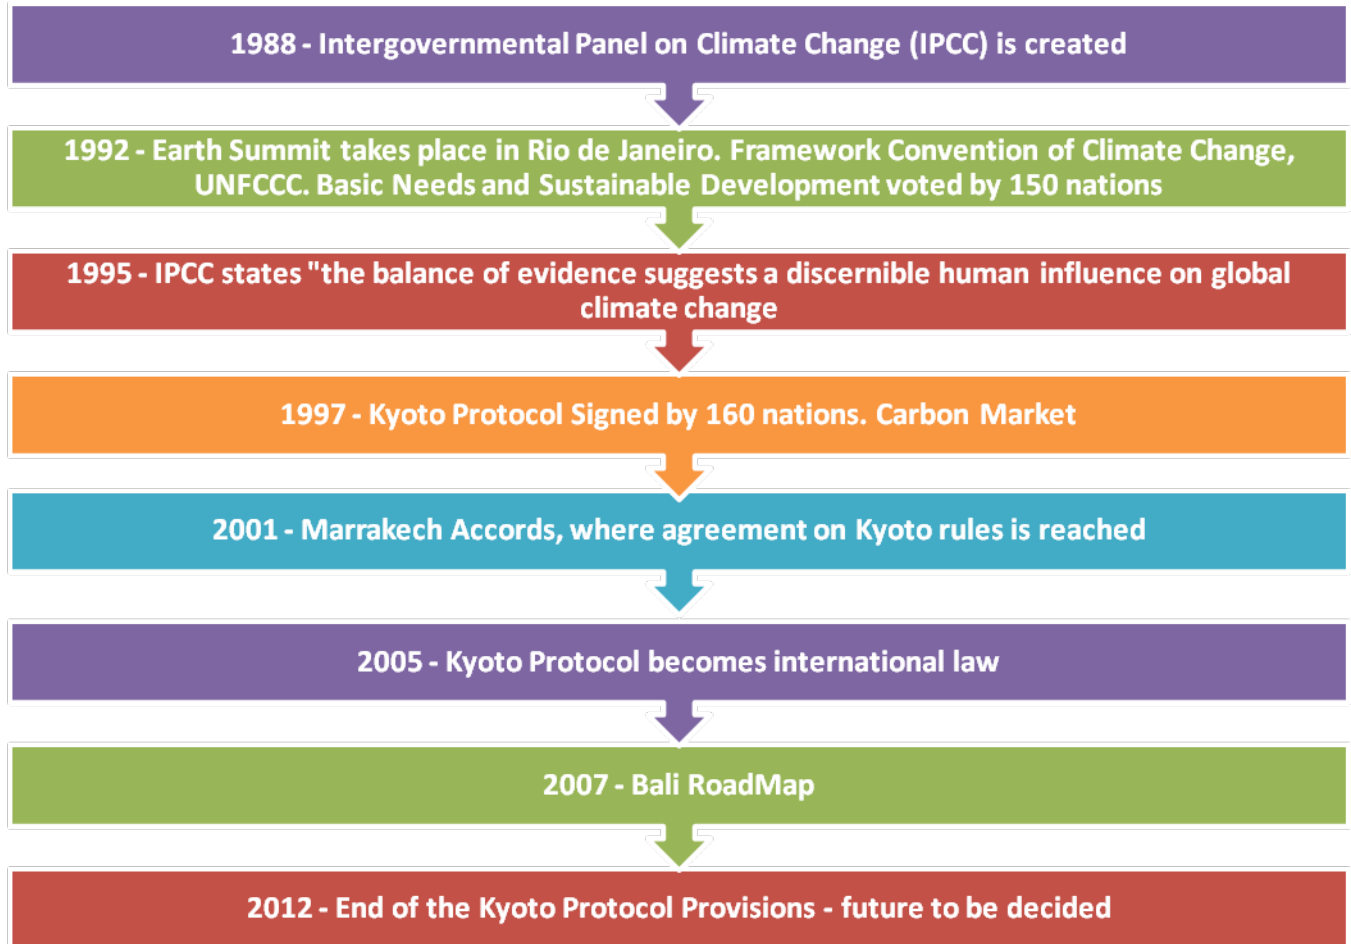 1988 - Intergovernmental Panel on Climate Change (IPCC) is created
1992 - Earth Summit takes place in Rio de Janeiro. Framework Convention of Climate Change,
UNFCCC. Basic Needs and Sustainable Development voted by 150 nations
1995 - IPCC states "the balance of evidence suggests a discernible human influence on global
climate change
1997 - Kyoto Protocol Signed by 160 nations. Carbon Market
2001 - Marrakech Accords, where agreement on Kyoto rules is reached
2005 - Kyoto Protocol becomes international law
2007 - Bali RoadMap
2012 - End of the Kyoto Protocol Provisions - future to be decided